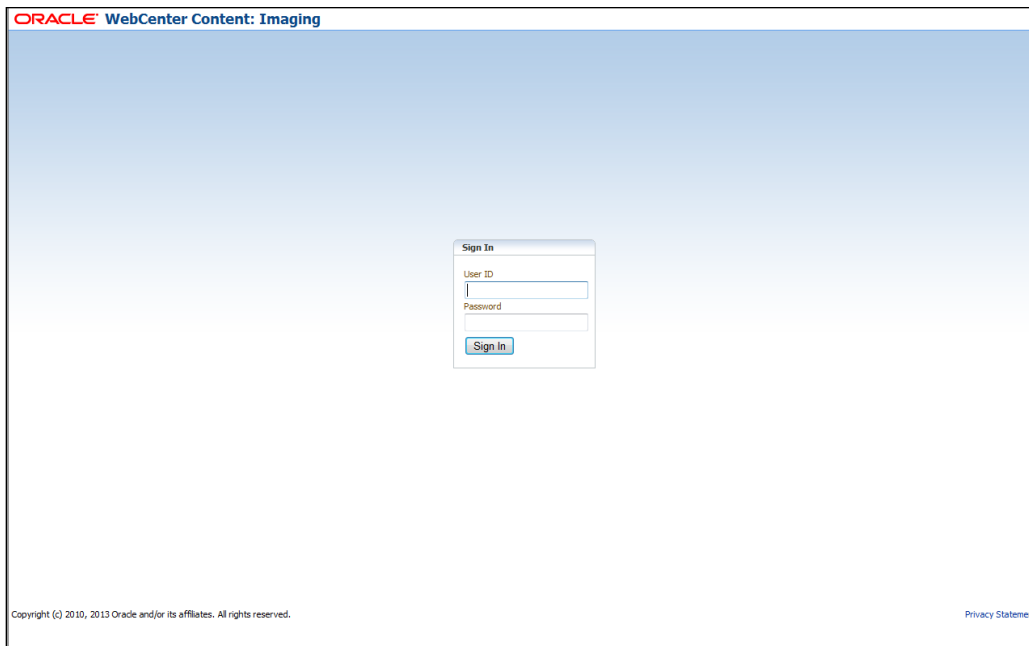 ORACLE WebCenter Content: Imaging
Sign In
User ID
Password
Sign In
Copyright (c) 2010, 2013 Oracle and/or its affiliates. All rights reserved.
Privacy Stateme